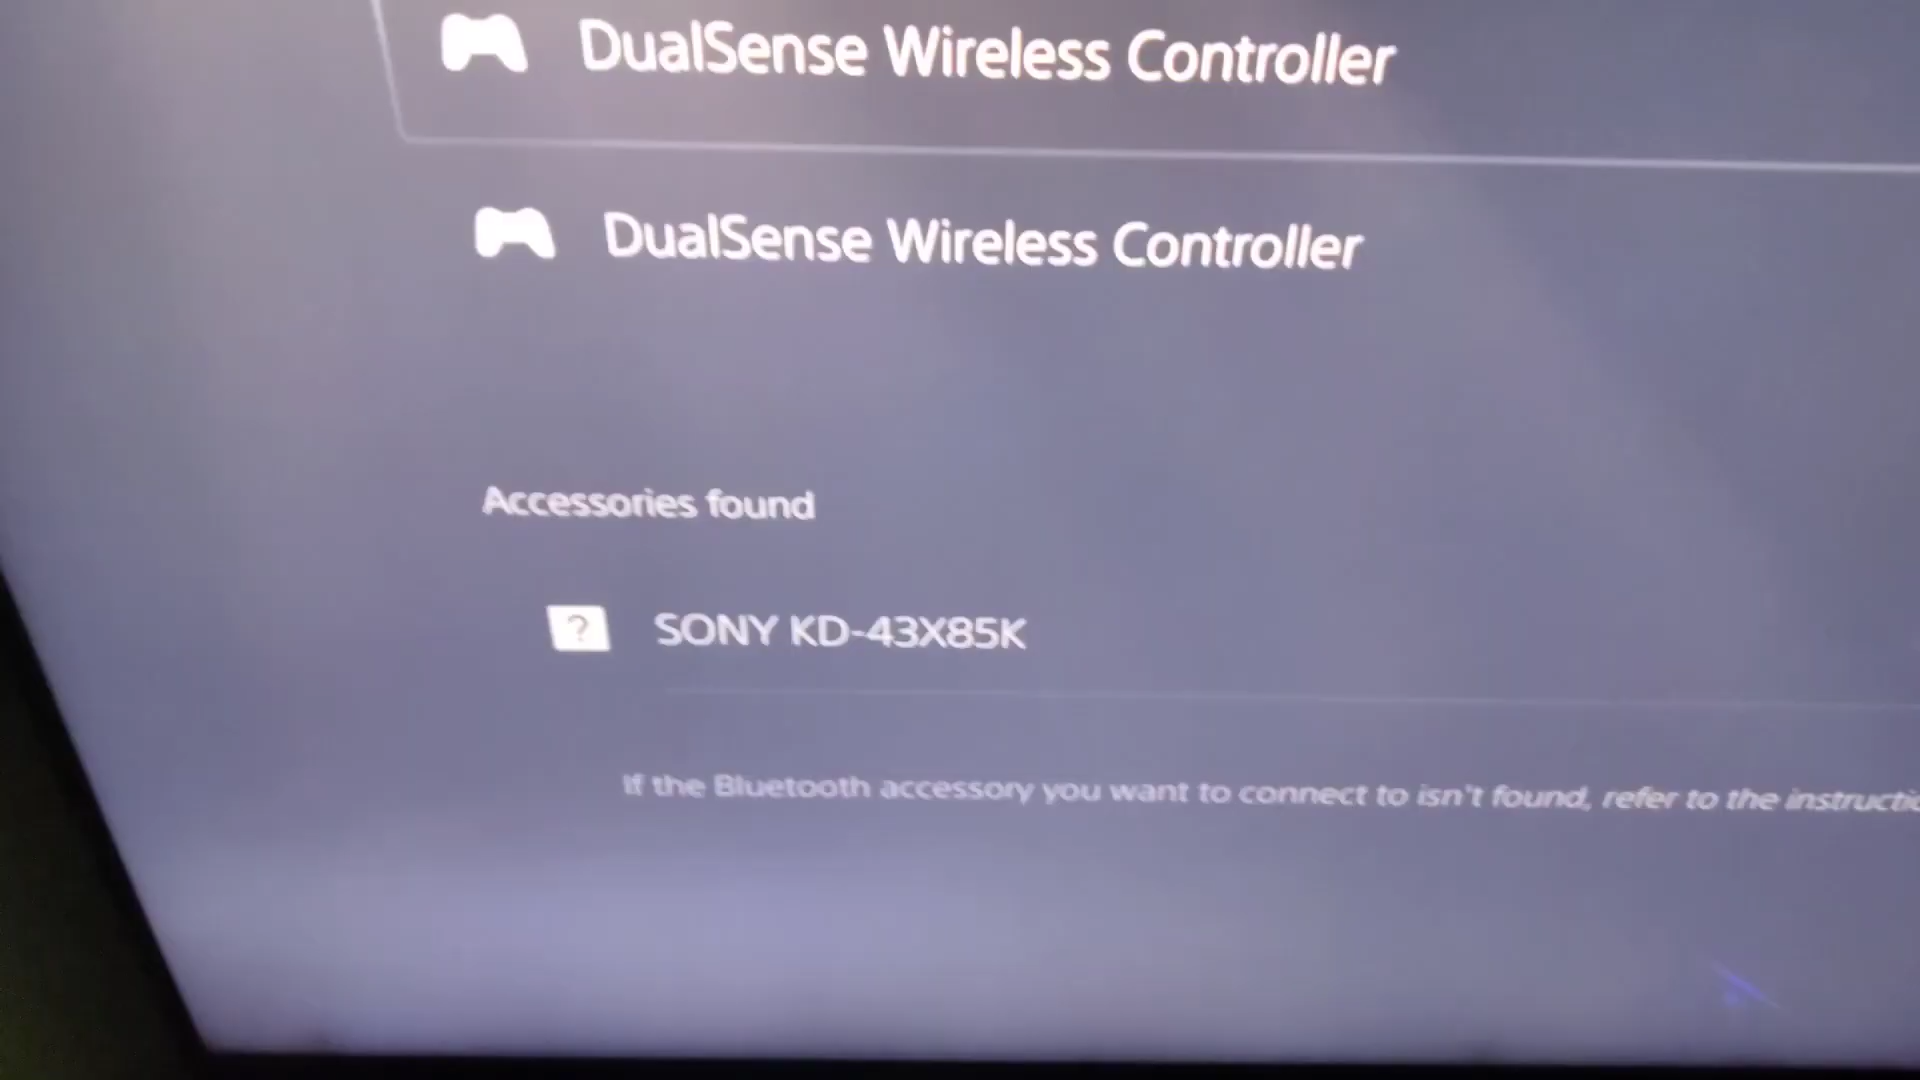 DualSense Wireless Controller
DualSense Wireless Controller
Accessories found
? SONY KD-43X85K
If the Bluetooth accessory you want to connect to isn't found, refer to the